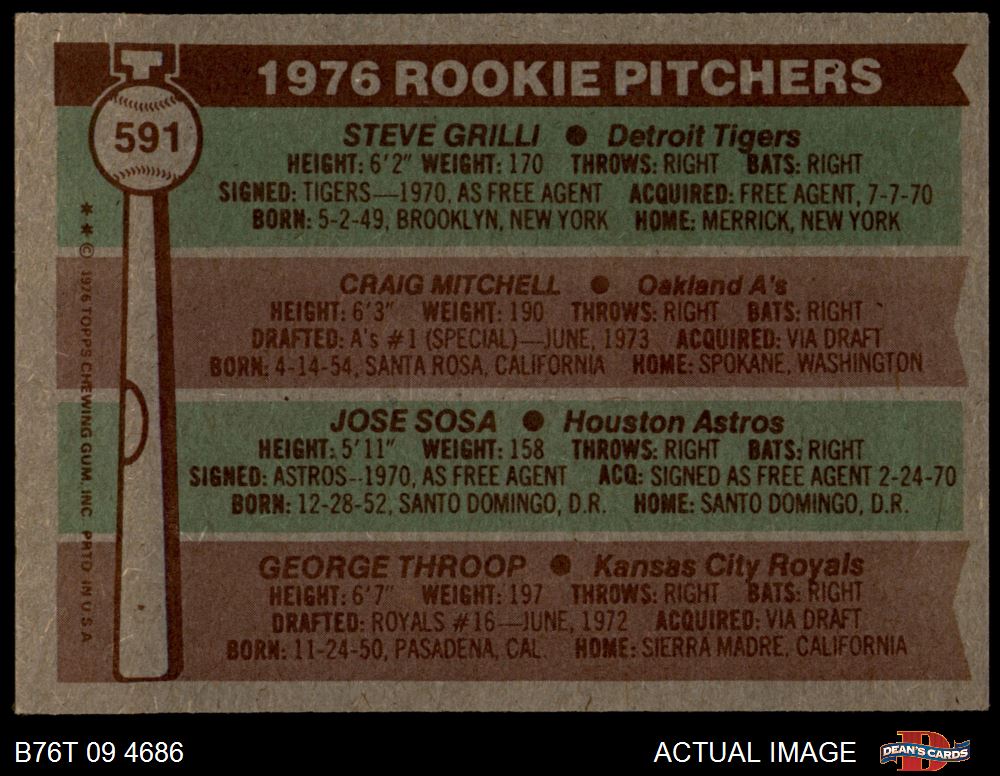 1976 ROOKIE PITCHERS
591
STEVE GRILLI ● Detroit Tigers
HEIGHT: 6'2" WEIGHT: 170 THROWS: RIGHT BATS: RIGHT
SIGNED: TIGERS—1970, AS FREE AGENT ACQUIRED: FREE AGENT, 7-7-70
BORN: 5-2-49, BROOKLYN, NEW YORK HOME: MERRICK, NEW YORK
CRAIG MITCHELL ● Oakland A's
HEIGHT: 6'3" WEIGHT: 190 THROWS: RIGHT BATS: RIGHT
DRAFTED: A's #1 (SPECIAL)—JUNE, 1973 ACQUIRED: VIA DRAFT
BORN: 4-14-54, SANTA ROSA, CALIFORNIA HOME: SPOKANE, WASHINGTON
JOSE SOSA ● Houston Astros
HEIGHT: 5'11" WEIGHT: 158 THROWS: RIGHT BATS: RIGHT
SIGNED: ASTROS--1970, AS FREE AGENT ACQ: SIGNED AS FREE AGENT 2-24-70
BORN: 12-28-52, SANTO DOMINGO, D.R. HOME: SANTO DOMINGO, D.R.
GEORGE THROOP ● Kansas City Royals
HEIGHT: 6'7" WEIGHT: 197 THROWS: RIGHT BATS: RIGHT
DRAFTED: ROYALS #16—JUNE, 1972 ACQUIRED: VIA DRAFT
BORN: 11-24-50, PASADENA, CAL. HOME: SIERRA MADRE, CALIFORNIA
** © 1976 TOPPS CHEWING GUM, INC. PRTD. IN U.S.A.
B76T 09 4686
ACTUAL IMAGE
DEAN'S CARDS